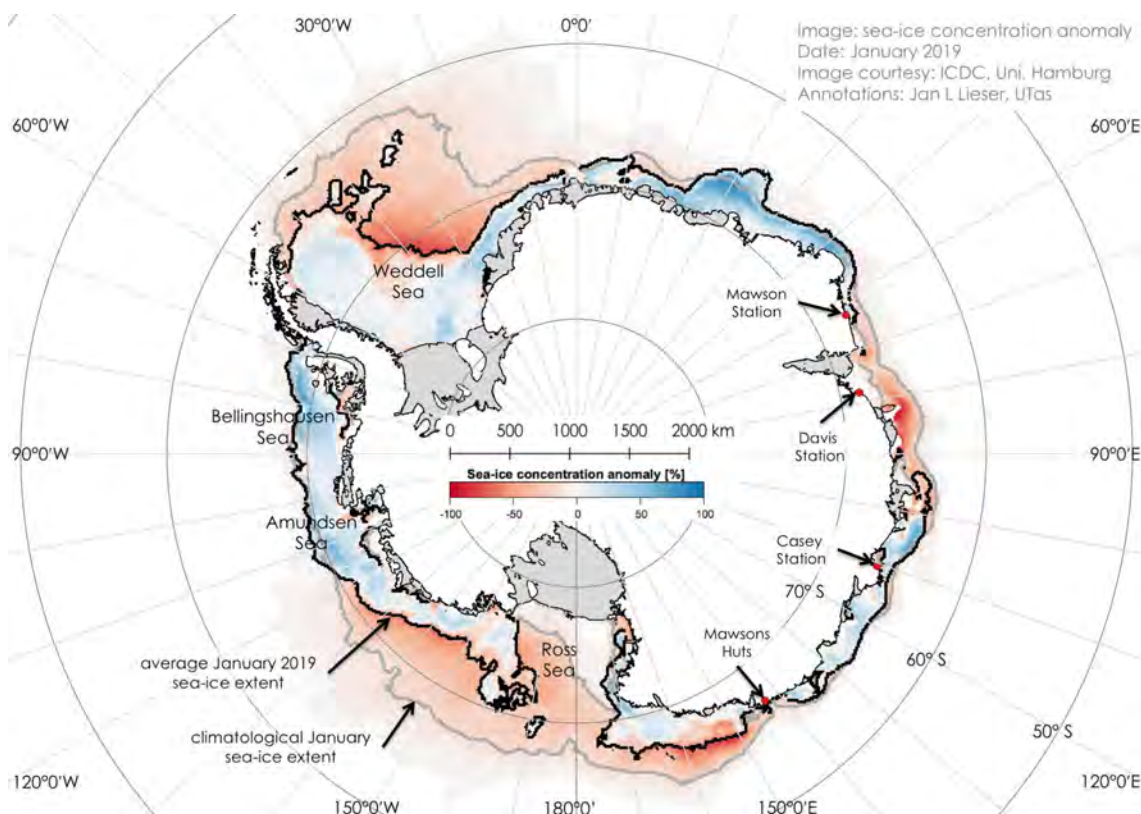 30°0'W
0°0'
Image: sea-ice concentration anomaly
Date: January 2019
Image courtesy: ICDC, Uni. Hamburg
Annotations: Jan L Lieser, UTas
60°0'W
60°0'E
Weddell
Sea
Mawson
Station
Bellingshausen
Sea
0 500 1000 1500 2000 km
Davis
Station
90°0'W
90°0'E
Sea-ice concentration anomaly [%]
-100 -50 0 50 100
Amundsen
Sea
Casey
Station
70° S
Mawsons
Huts
Ross
Sea
60° S
average January 2019
sea-ice extent
climatological January
sea-ice extent
50° S
120°0'W
120°0'E
150°0'W
180°0'
150°0'E